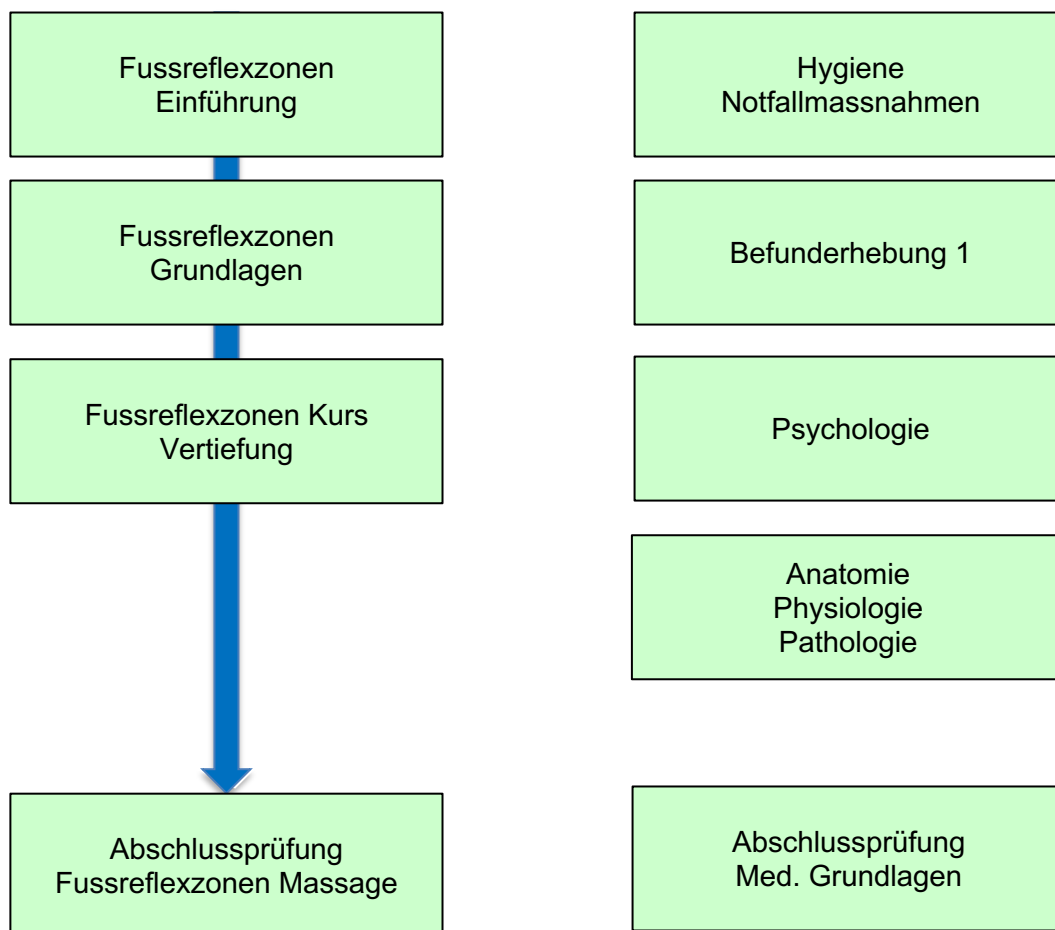 Fussreflexzonen
Einführung
Hygiene
Notfallmassnahmen
Fussreflexzonen
Grundlagen
Befunderhebung 1
Fussreflexzonen Kurs
Vertiefung
Psychologie
Anatomie
Physiologie
Pathologie
Abschlussprüfung
Fussreflexzonen Massage
Abschlussprüfung
Med. Grundlagen